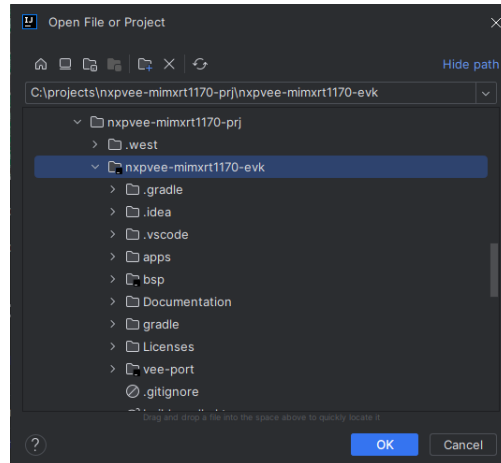 Open File or Project
Hide path
C:\projects\nxpvee-mimxrt1170-prj\nxpvee-mimxrt1170-evk
nxpvee-mimxrt1170-prj
.west
nxpvee-mimxrt1170-evk
.gradle
.idea
.vscode
apps
bsp
Documentation
gradle
Licenses
vee-port
.gitignore
Drag and drop a file into the space above to quickly locate it
?
OK
Cancel